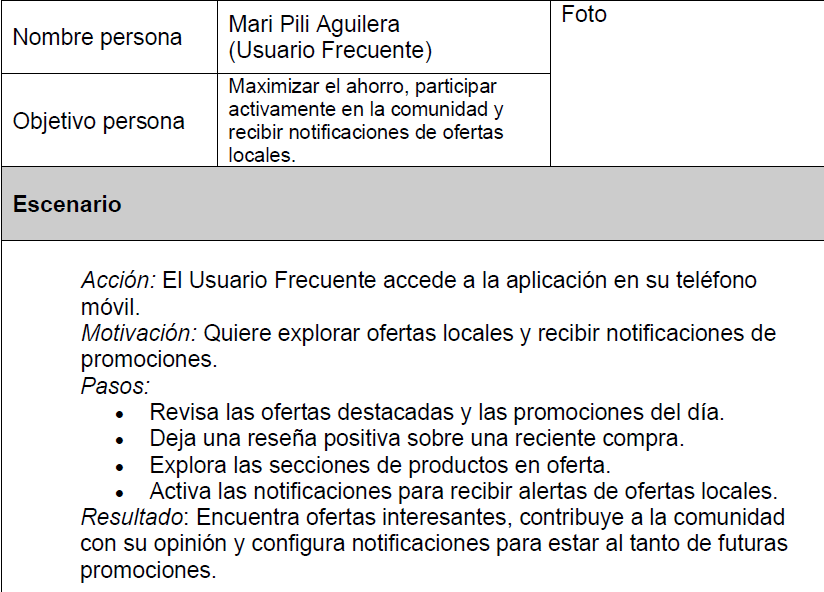 Nombre persona
Mari Pili Aguilera
(Usuario Frecuente)
Foto
Objetivo persona
Maximizar el ahorro, participar
activamente en la comunidad y
recibir notificaciones de ofertas
locales.
Escenario
Acción: El Usuario Frecuente accede a la aplicación en su teléfono
móvil.
Motivación: Quiere explorar ofertas locales y recibir notificaciones de
promociones.
Pasos:
• Revisa las ofertas destacadas y las promociones del día.
• Deja una reseña positiva sobre una reciente compra.
• Explora las secciones de productos en oferta.
• Activa las notificaciones para recibir alertas de ofertas locales.
Resultado: Encuentra ofertas interesantes, contribuye a la comunidad
con su opinión y configura notificaciones para estar al tanto de futuras
promociones.